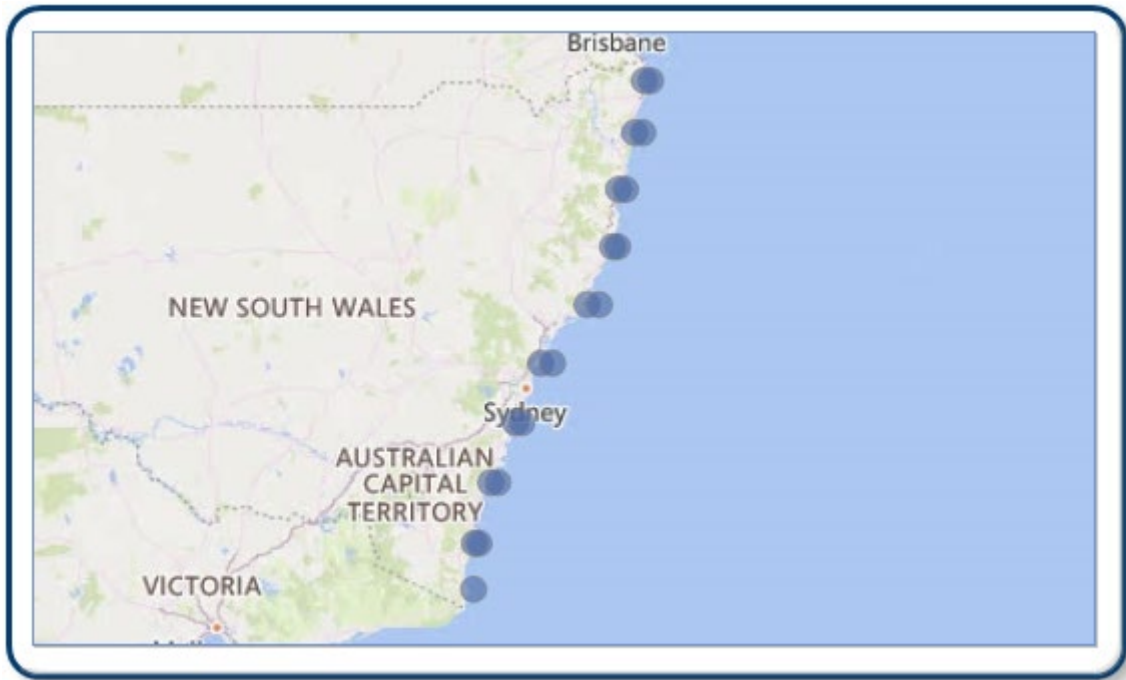 Brisbane
NEW SOUTH WALES
Sydney
AUSTRALIAN
CAPITAL
TERRITORY
VICTORIA